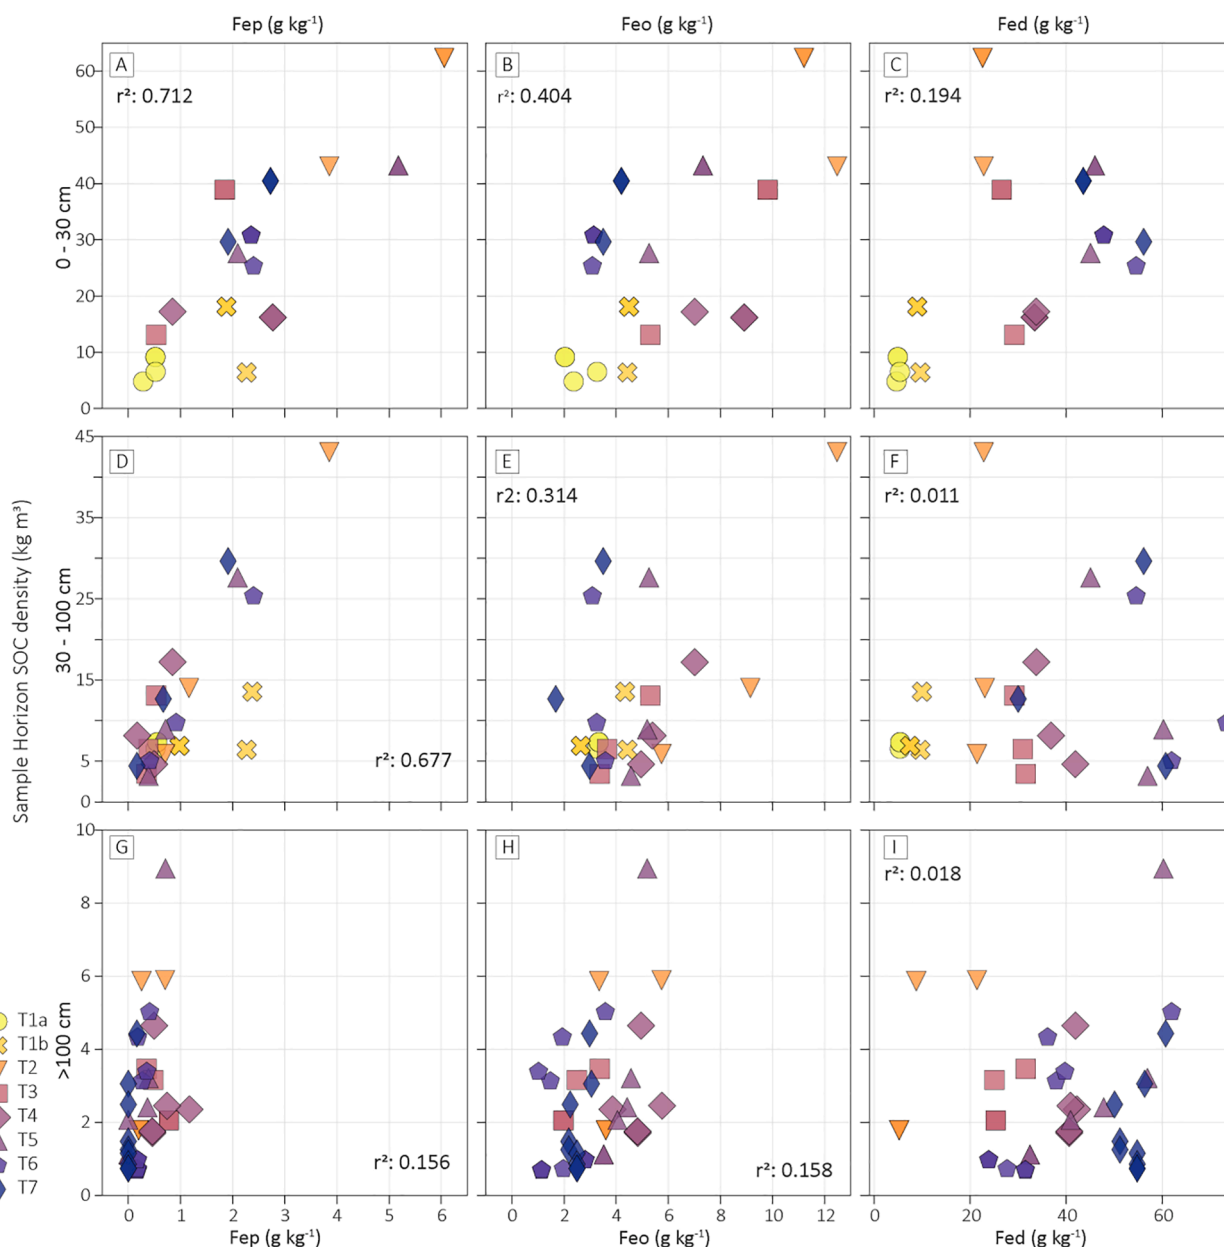 Fep (g kg⁻¹) Feo (g kg⁻¹) Fed (g kg⁻¹)
A B C
r²: 0.712 r²: 0.404 r²: 0.194
60
50
40
30
20
10
0
0 - 30 cm
D E F
r2: 0.314 r²: 0.011
r²: 0.677
45
35
25
15
5
0
30 - 100 cm
Sample Horizon SOC density (kg m³)
G H I
r²: 0.018
r²: 0.156 r²: 0.158
10
8
6
4
2
0
>100 cm
T1a
T1b
T2
T3
T4
T5
T6
T7
0 1 2 3 4 5 6 0 2 4 6 8 10 12 0 20 40 60
Fep (g kg⁻¹) Feo (g kg⁻¹) Fed (g kg⁻¹)